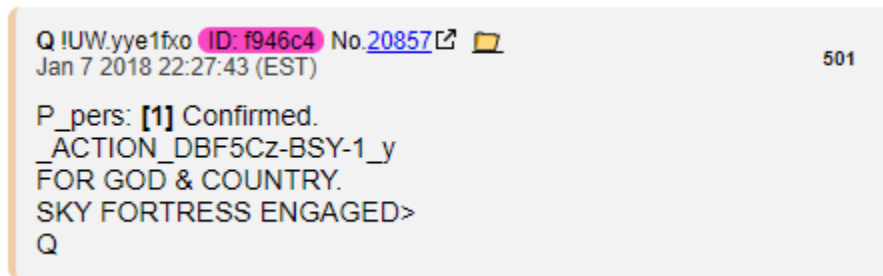 Q !UW.yye1fxo ID: f946c4 No.20857
Jan 7 2018 22:27:43 (EST)
501
P_pers: [1] Confirmed.
_ACTION_DBF5Cz-BSY-1_y
FOR GOD & COUNTRY.
SKY FORTRESS ENGAGED>
Q